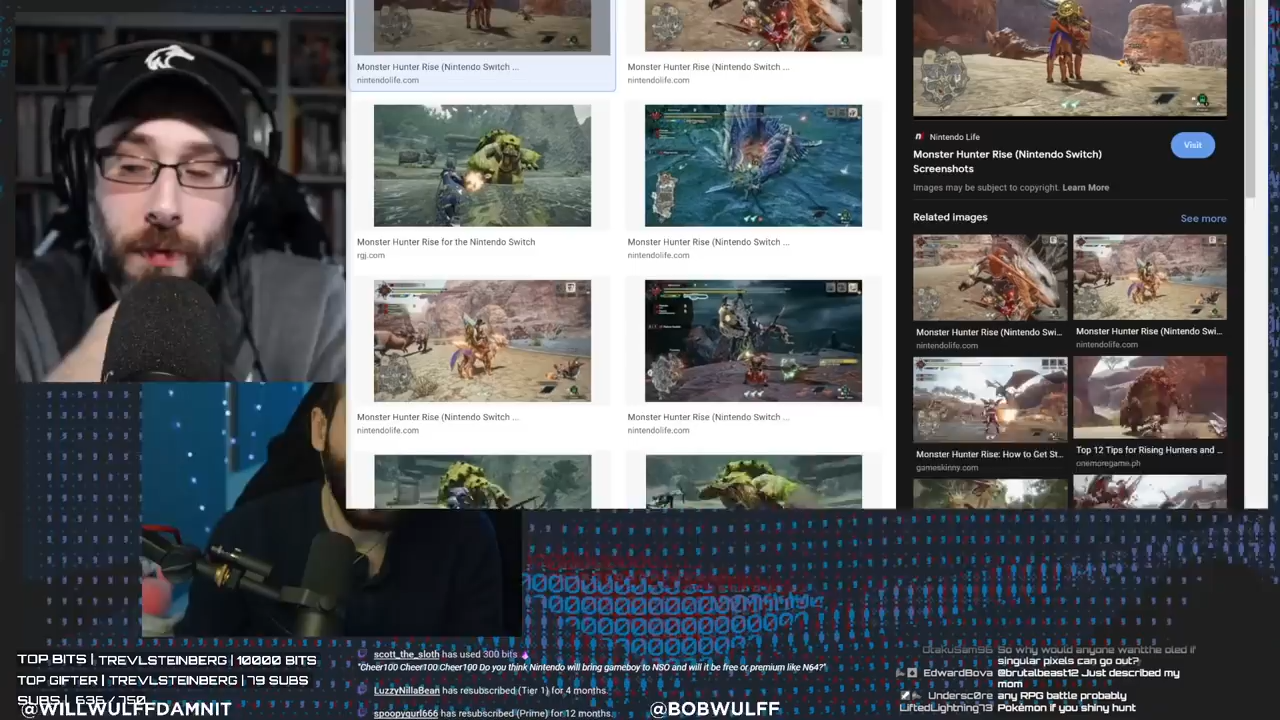 Monster Hunter Rise (Nintendo Switch ...
nintendolife.com
Monster Hunter Rise (Nintendo Switch ...
nintendolife.com
Monster Hunter Rise for the Nintendo Switch
rgj.com
Monster Hunter Rise (Nintendo Switch ...
nintendolife.com
Monster Hunter Rise (Nintendo Switch ...
nintendolife.com
Monster Hunter Rise (Nintendo Switch ...
nintendolife.com
Nintendo Life
Monster Hunter Rise (Nintendo Switch)
Screenshots
Visit
Images may be subject to copyright. Learn More
Related images
See more
Monster Hunter Rise (Nintendo Swi...
nintendolife.com
Monster Hunter Rise (Nintendo Swi...
nintendolife.com
Monster Hunter Rise: How to Get St...
gameskinny.com
Top 12 Tips for Rising Hunters and ...
onemoregame.ph
TOP BITS | TREVLSTEINBERG | 10000 BITS
TOP GIFTER | TREVLSTEINBERG | 79 SUBS
@WILLWULFFDAMNIT
scott_the_sloth has used 300 bits
"Cheer100 Cheer100 Cheer100 Do you think Nintendo will bring gameboy to NSO and will it be free or premium like N64?"
LuzzyNillaBean has resubscribed (Tier 1) for 4 months.
spoopygurl666 has resubscribed (Prime) for 12 months.
@BOBWULFF
So why would anyone wantthe oled if
singular pixels can go out?
EdwardBova @brutalbeast12 Just described my
mom
Undersc0re any RPG battle probably
LiftedLightning73 Pokémon if you shiny hunt